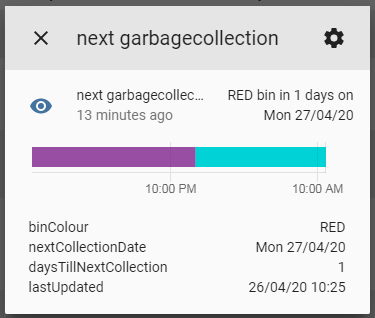 next garbagecollection
next garbagecollec... RED bin in 1 days on
13 minutes ago Mon 27/04/20
10:00 PM 10:00 AM
binColour RED
nextCollectionDate Mon 27/04/20
daysTillNextCollection 1
lastUpdated 26/04/20 10:25